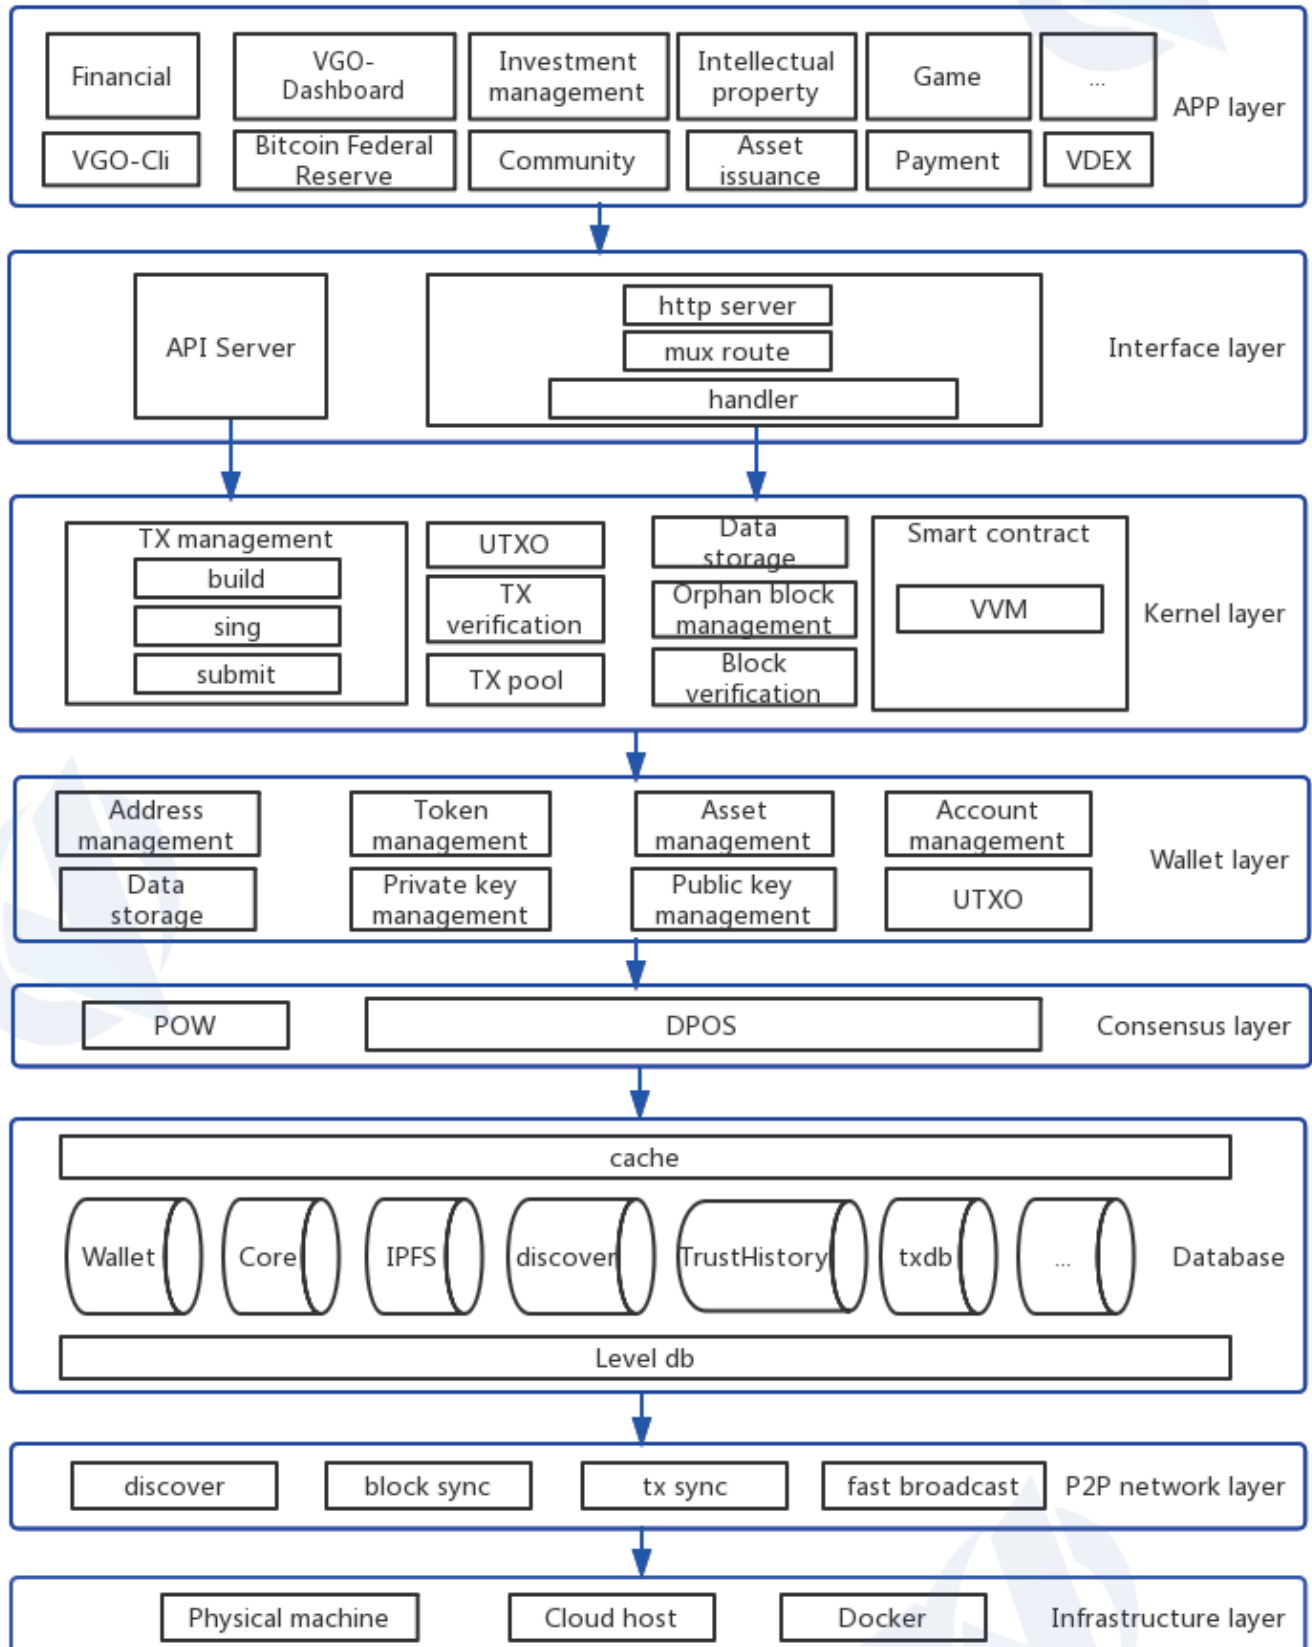 Financial
VGO-
Dashboard
Investment
management
Intellectual
property
Game
...
APP layer
VGO-Cli
Bitcoin Federal
Reserve
Community
Asset
issuance
Payment
VDEX
API Server
http server
mux route
handler
Interface layer
TX management
build
sing
submit
UTXO
TX
verification
TX pool
Data
storage
Orphan block
management
Block
verification
Smart contract
VVM
Kernel layer
Address
management
Token
management
Asset
management
Account
management
Wallet layer
Data
storage
Private key
management
Public key
management
UTXO
POW
DPOS
Consensus layer
cache
Wallet
Core
IPFS
discover
TrustHistory
txdb
...
Database
Level db
discover
block sync
tx sync
fast broadcast
P2P network layer
Physical machine
Cloud host
Docker
Infrastructure layer